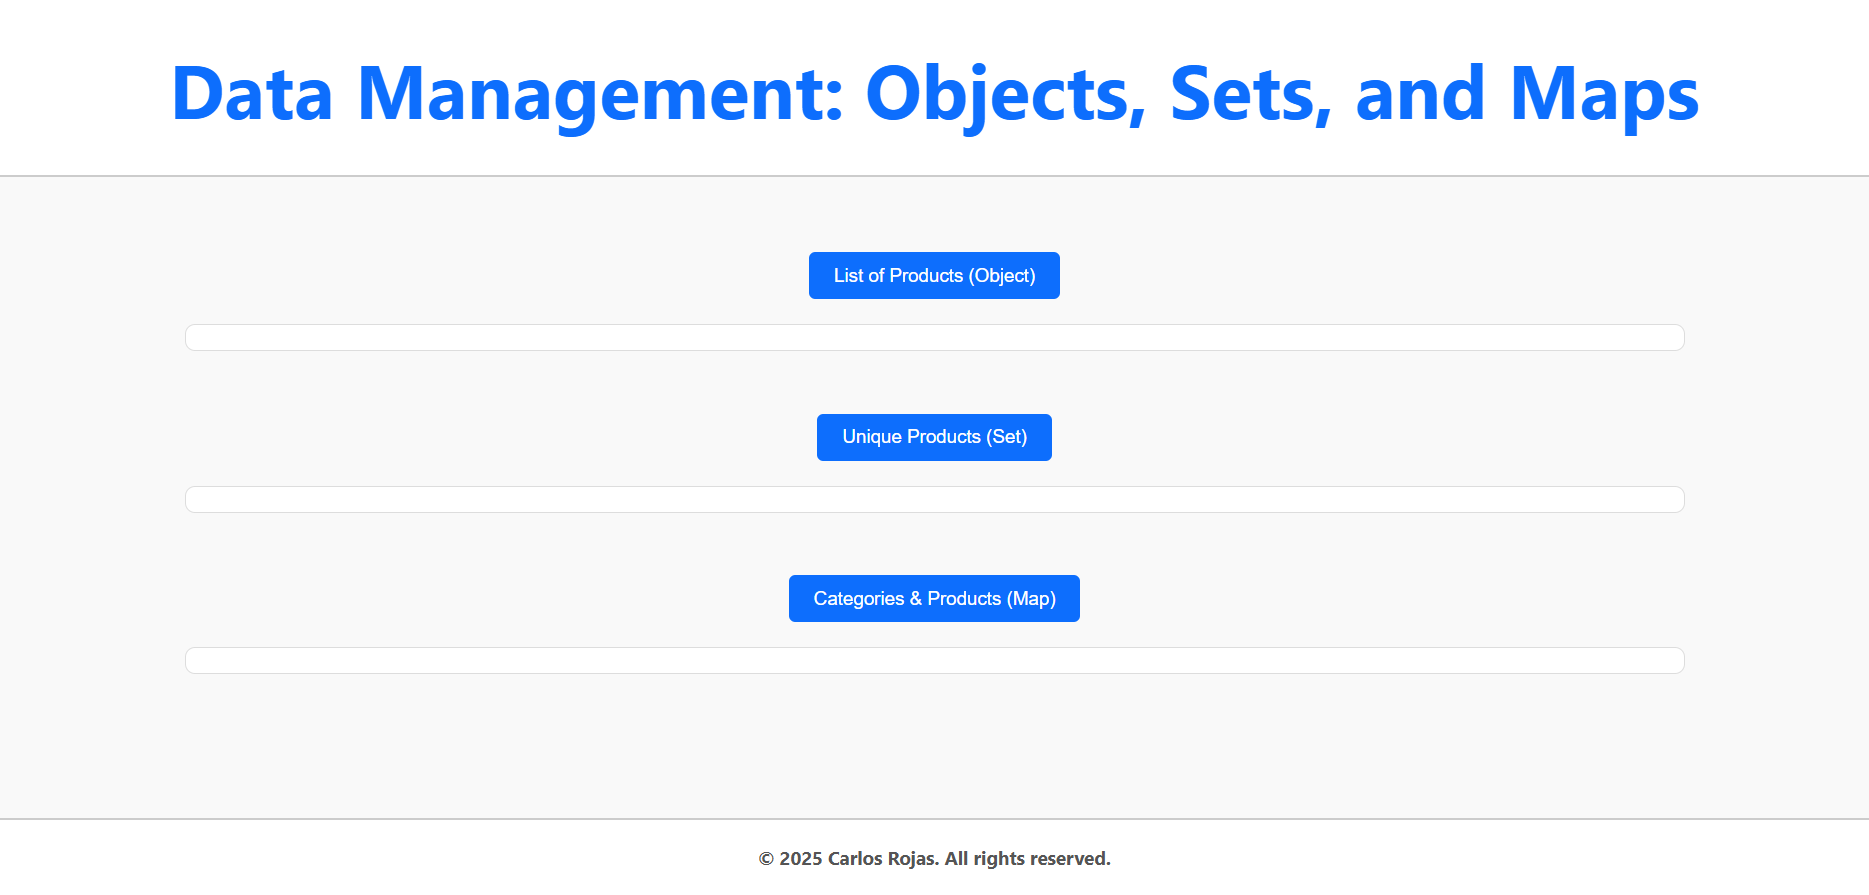 Data Management: Objects, Sets, and Maps
List of Products (Object)
Unique Products (Set)
Categories & Products (Map)
© 2025 Carlos Rojas. All rights reserved.